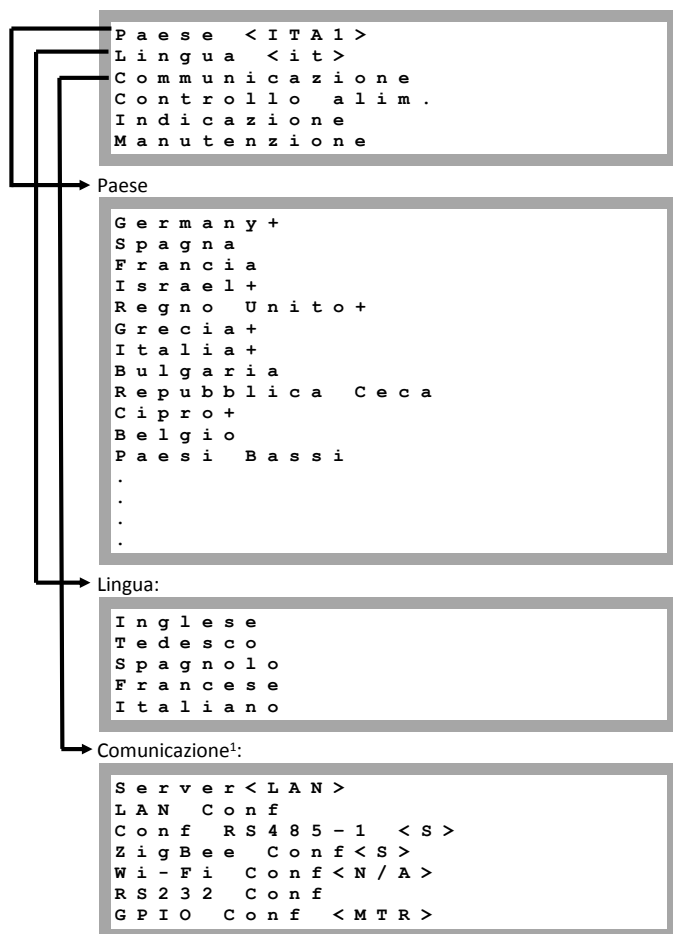 Paese <ITA1>
Lingua <it>
Communicazione
Controllo alim.
Indicazione
Manutenzione
Paese
Germany+
Spagna
Francia
Israel+
Regno Unito+
Grecia+
Italia+
Bulgaria
Repubblica Ceca
Cipro+
Belgio
Paesi Bassi
.
.
.
.
Lingua:
Inglese
Tedesco
Spagnolo
Francese
Italiano
Comunicazione¹:
Server<LAN>
LAN Conf
Conf RS485-1 <S>
ZigBee Conf<S>
Wi-Fi Conf<N/A>
RS232 Conf
GPIO Conf <MTR>